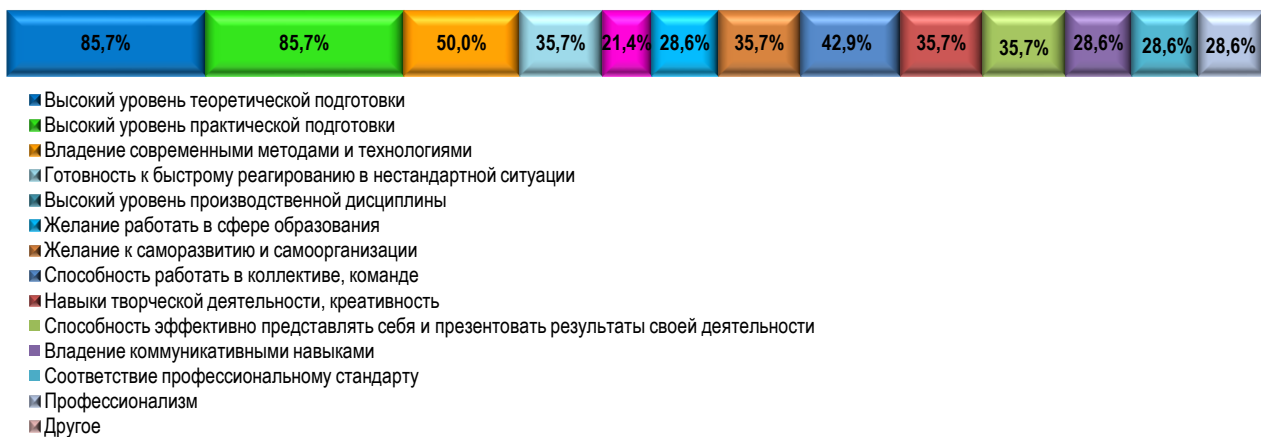 85,7% 85,7% 50,0% 35,7% 21,4% 28,6% 35,7% 42,9% 35,7% 35,7% 28,6% 28,6% 28,6%
Высокий уровень теоретической подготовки
Высокий уровень практической подготовки
Владение современными методами и технологиями
Готовность к быстрому реагированию в нестандартной ситуации
Высокий уровень производственной дисциплины
Желание работать в сфере образования
Желание к саморазвитию и самоорганизации
Способность работать в коллективе, команде
Навыки творческой деятельности, креативность
Способность эффективно представлять себя и презентовать результаты своей деятельности
Владение коммуникативными навыками
Соответствие профессиональному стандарту
Профессионализм
Другое